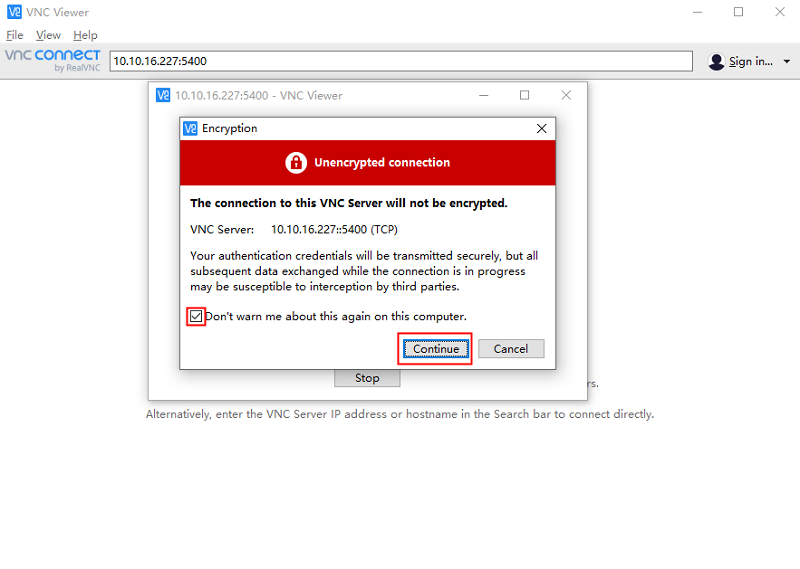 VNC Viewer
File View Help
vnc connect
by RealVNC
10.10.16.227:5400
Sign in...
10.10.16.227:5400 - VNC Viewer
Encryption
Unencrypted connection
The connection to this VNC Server will not be encrypted.
VNC Server: 10.10.16.227::5400 (TCP)
Your authentication credentials will be transmitted securely, but all
subsequent data exchanged while the connection is in progress
may be susceptible to interception by third parties.
Don't warn me about this again on this computer.
Continue Cancel
Stop
rs.
Alternatively, enter the VNC Server IP address or hostname in the Search bar to connect directly.